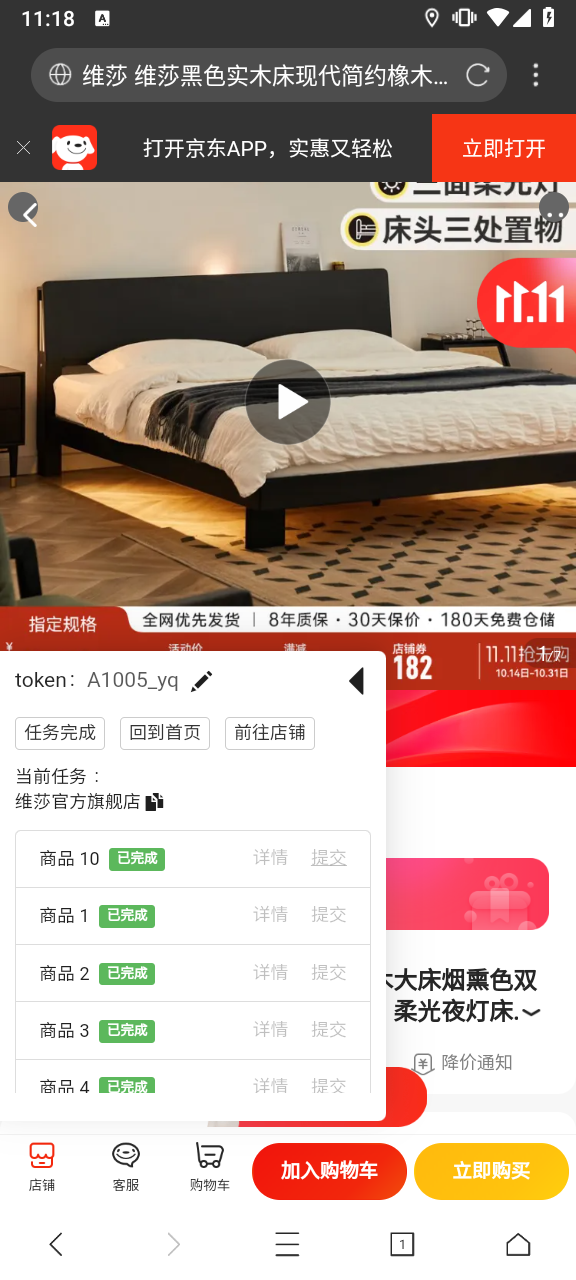 11:18
A
维莎 维莎黑色实木床现代简约橡木...
打开京东APP，实惠又轻松
立即打开
床头三处置物
11.11
指定规格
全网优先发货 | 8年质保·30天保价·180天免费仓储
¥
活动价
满减
店铺券
182
10.14日-10.31日
token： A1005_yq
任务完成
回到首页
前往店铺
当前任务：
维莎官方旗舰店
商品 10 已完成 详情 提交
商品 1 已完成 详情 提交
商品 2 已完成 详情 提交
商品 3 已完成 详情 提交
商品 4 已完成 详情 提交
木大床烟熏色双
柔光夜灯床.
降价通知
店铺
客服
购物车
加入购物车
立即购买
1